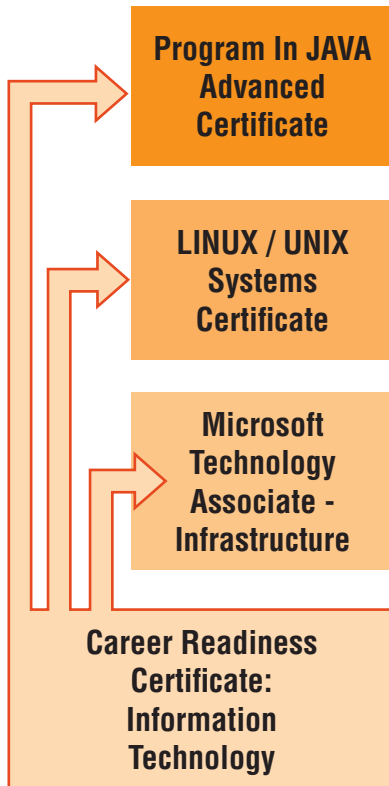 Program In JAVA
Advanced
Certificate
LINUX / UNIX
Systems
Certificate
Microsoft
Technology
Associate -
Infrastructure
Career Readiness
Certificate:
Information
Technology